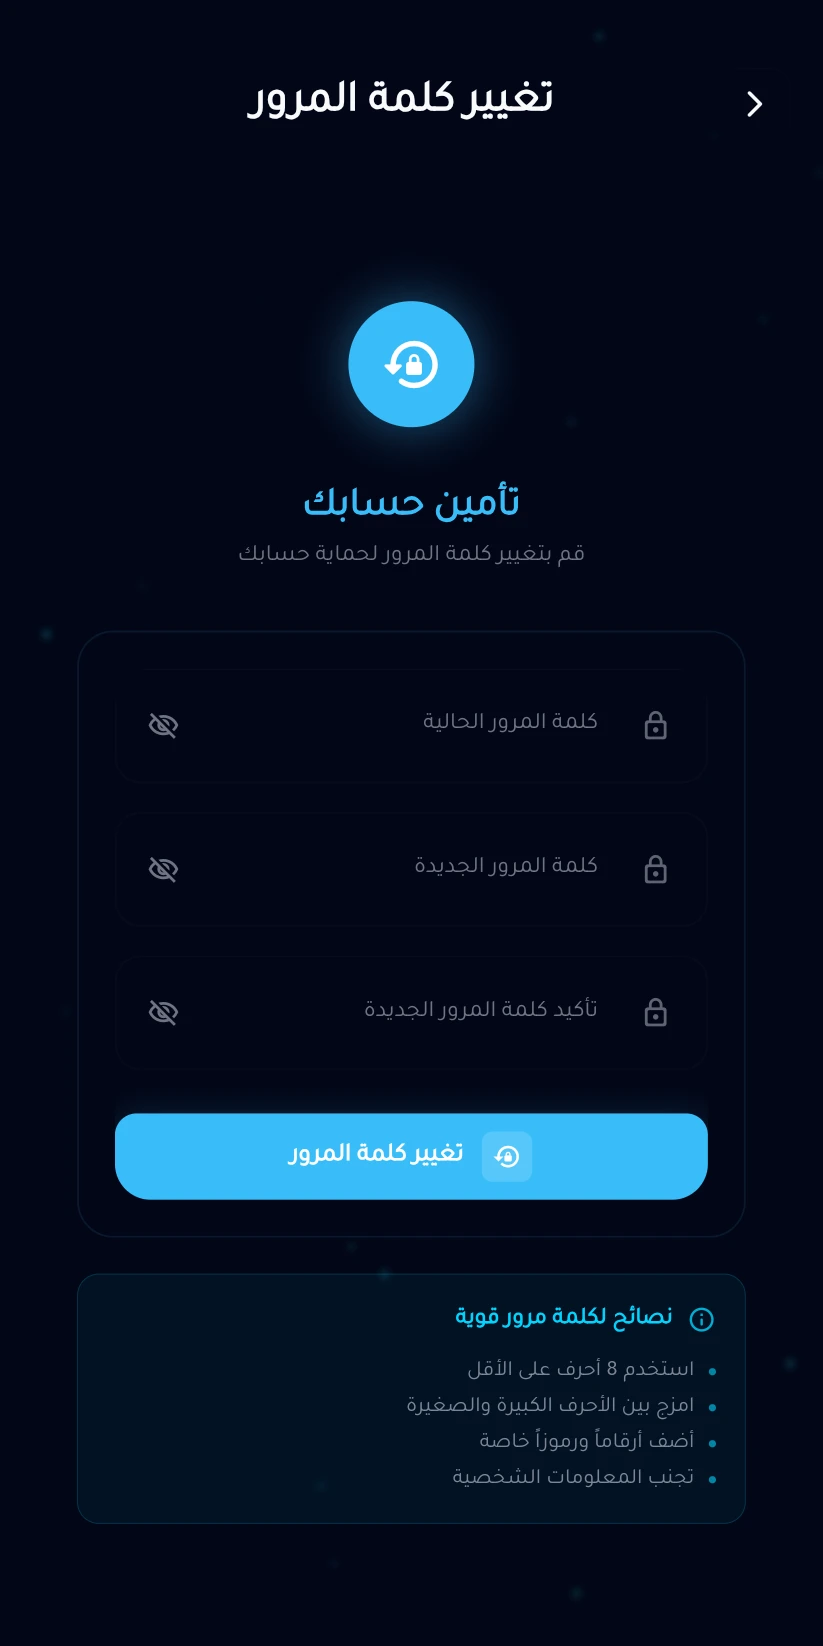 تغيير كلمة المرور
تأمين حسابك
قم بتغيير كلمة المرور لحماية حسابك
كلمة المرور الحالية
كلمة المرور الجديدة
تأكيد كلمة المرور الجديدة
تغيير كلمة المرور
نصائح لكلمة مرور قوية
استخدم 8 أحرف على الأقل
امزج بين الأحرف الكبيرة والصغيرة
أضف أرقاماً ورموزاً خاصة
تجنب المعلومات الشخصية